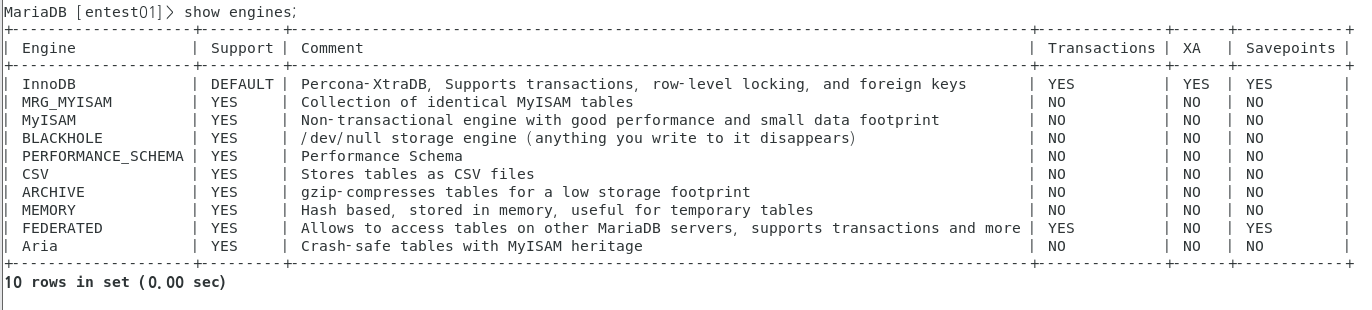 MariaDB [entest01]> show engines;
+--------------------+---------+----------------------------------------------------------------------------------+--------------+------+------------+
| Engine             | Support | Comment                                                                          | Transactions | XA   | Savepoints |
+--------------------+---------+----------------------------------------------------------------------------------+--------------+------+------------+
| InnoDB             | DEFAULT | Percona-XtraDB, Supports transactions, row-level locking, and foreign keys       | YES          | YES  | YES        |
| MRG_MYISAM         | YES     | Collection of identical MyISAM tables                                            | NO           | NO   | NO         |
| MyISAM             | YES     | Non-transactional engine with good performance and small data footprint          | NO           | NO   | NO         |
| BLACKHOLE          | YES     | /dev/null storage engine (anything you write to it disappears)                   | NO           | NO   | NO         |
| PERFORMANCE_SCHEMA | YES     | Performance Schema                                                               | NO           | NO   | NO         |
| CSV                | YES     | Stores tables as CSV files                                                       | NO           | NO   | NO         |
| ARCHIVE            | YES     | gzip-compresses tables for a low storage footprint                               | NO           | NO   | NO         |
| MEMORY             | YES     | Hash based, stored in memory, useful for temporary tables                        | NO           | NO   | NO         |
| FEDERATED          | YES     | Allows to access tables on other MariaDB servers, supports transactions and more | YES          | NO   | YES        |
| Aria               | YES     | Crash-safe tables with MyISAM heritage                                           | NO           | NO   | NO         |
+--------------------+---------+----------------------------------------------------------------------------------+--------------+------+------------+
10 rows in set (0.00 sec)